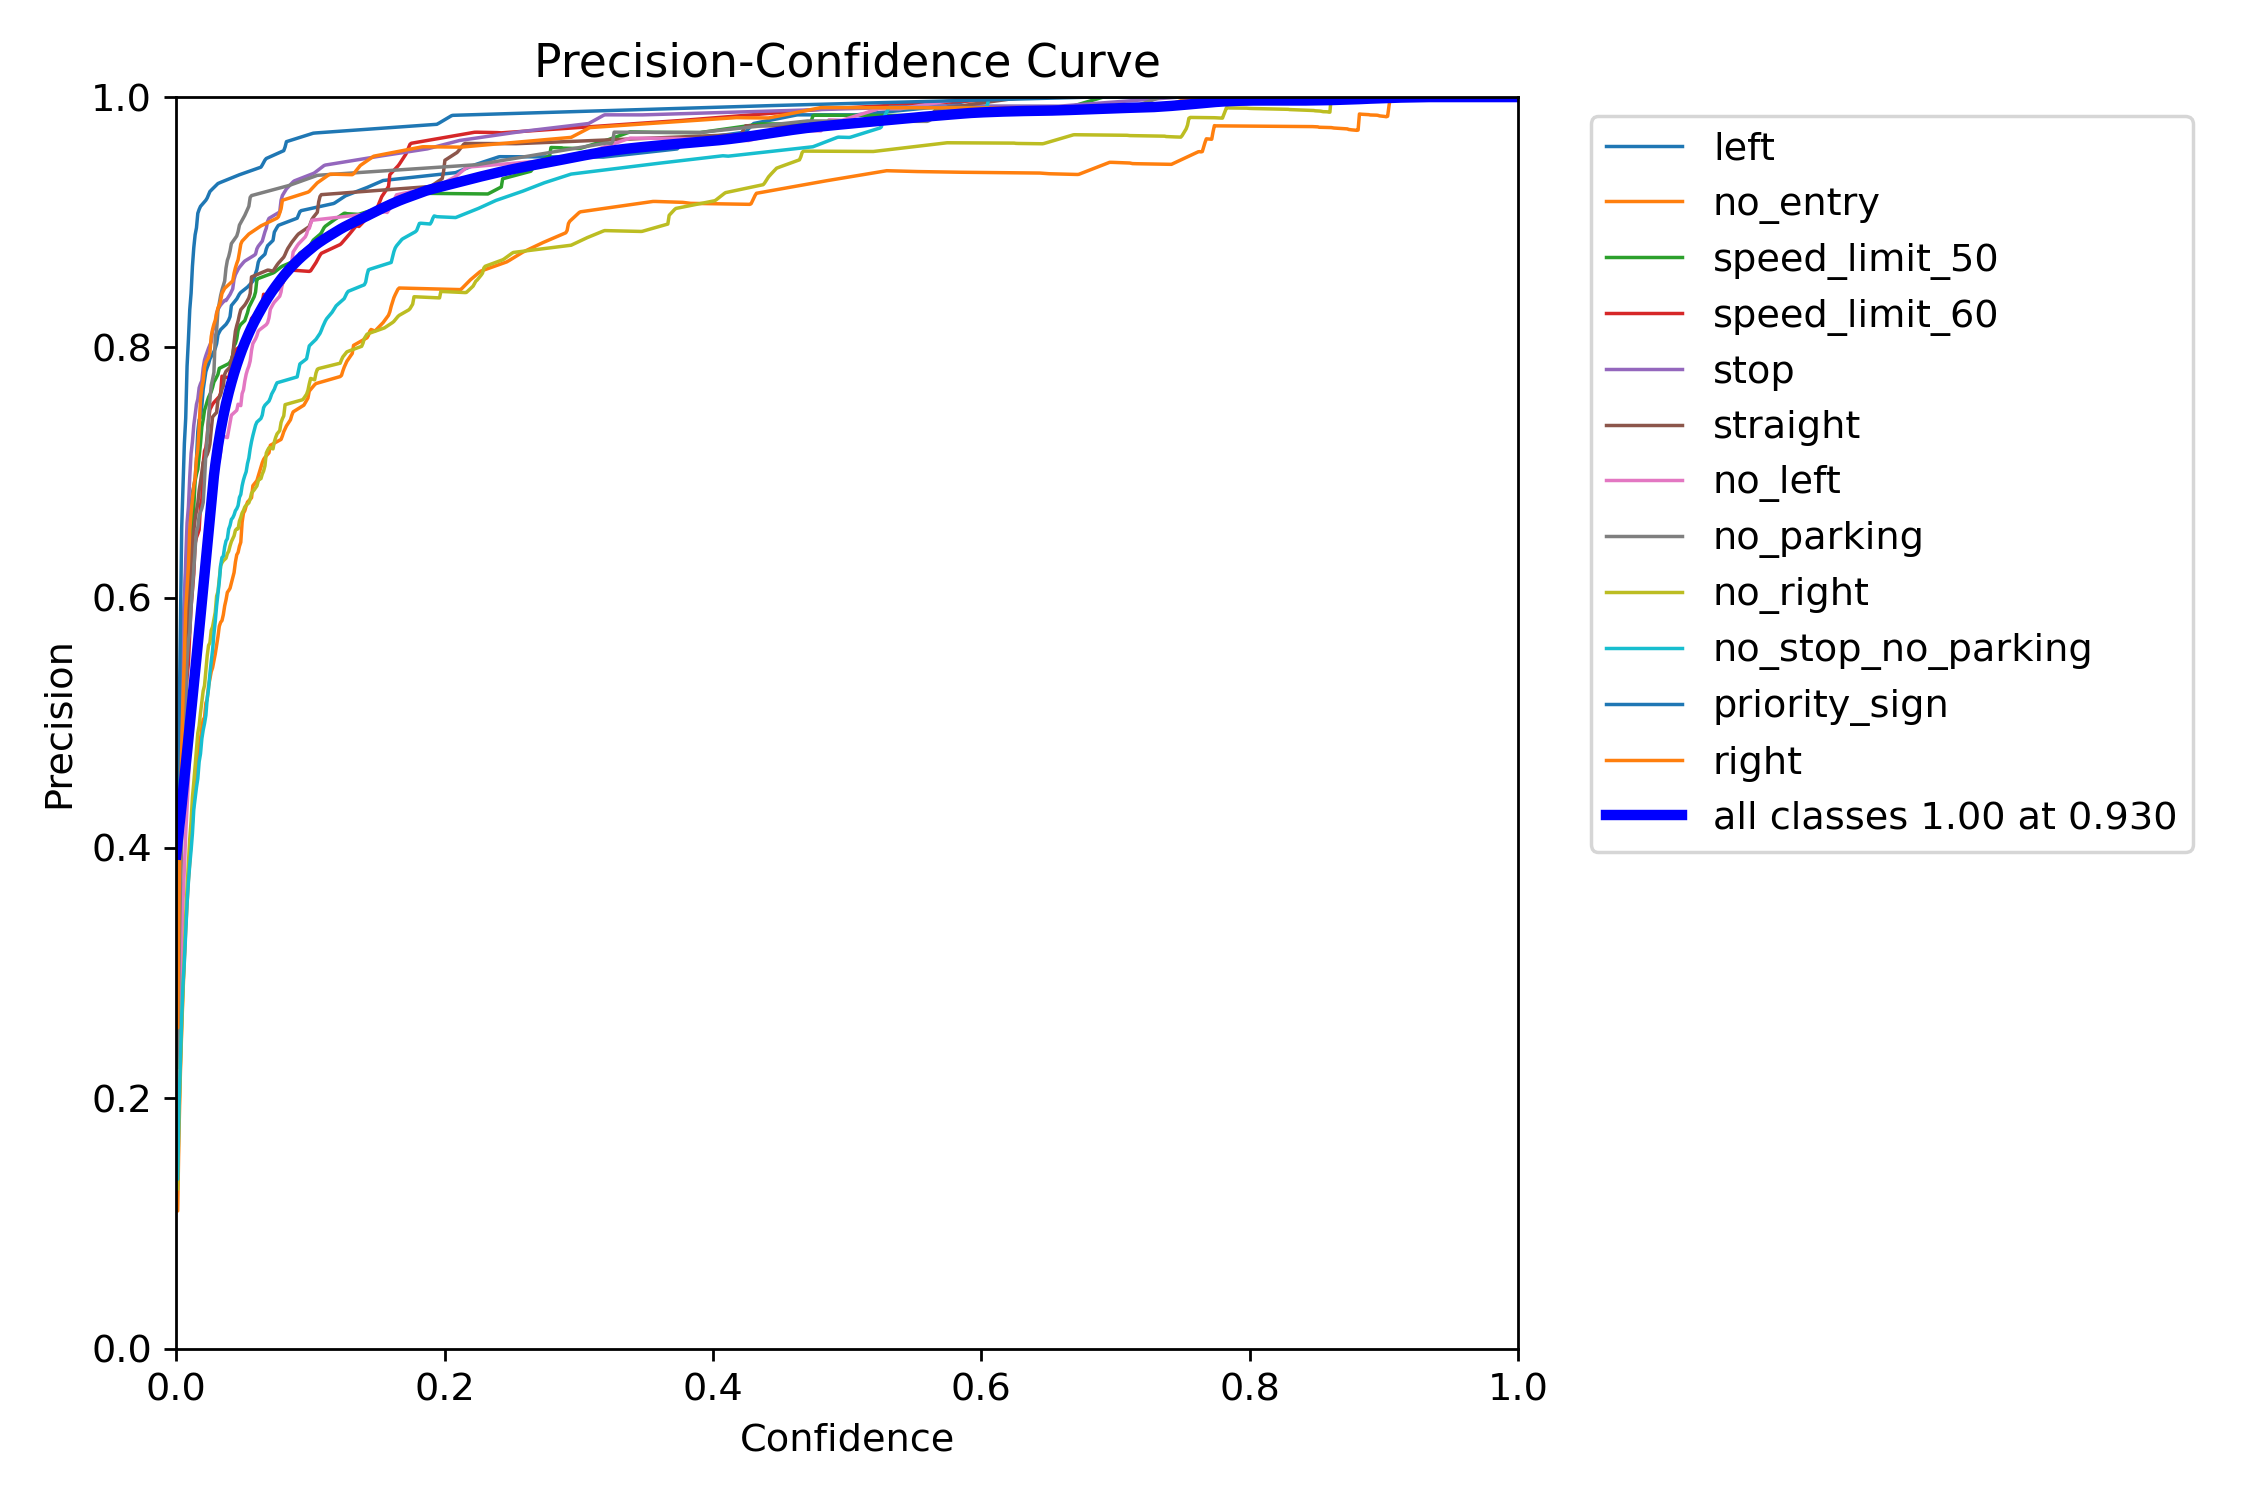 Precision-Confidence Curve
1.0
0.8
0.6
0.4
0.2
0.0
Precision
0.0 0.2 0.4 0.6 0.8 1.0
Confidence
left
no_entry
speed_limit_50
speed_limit_60
stop
straight
no_left
no_parking
no_right
no_stop_no_parking
priority_sign
right
all classes 1.00 at 0.930